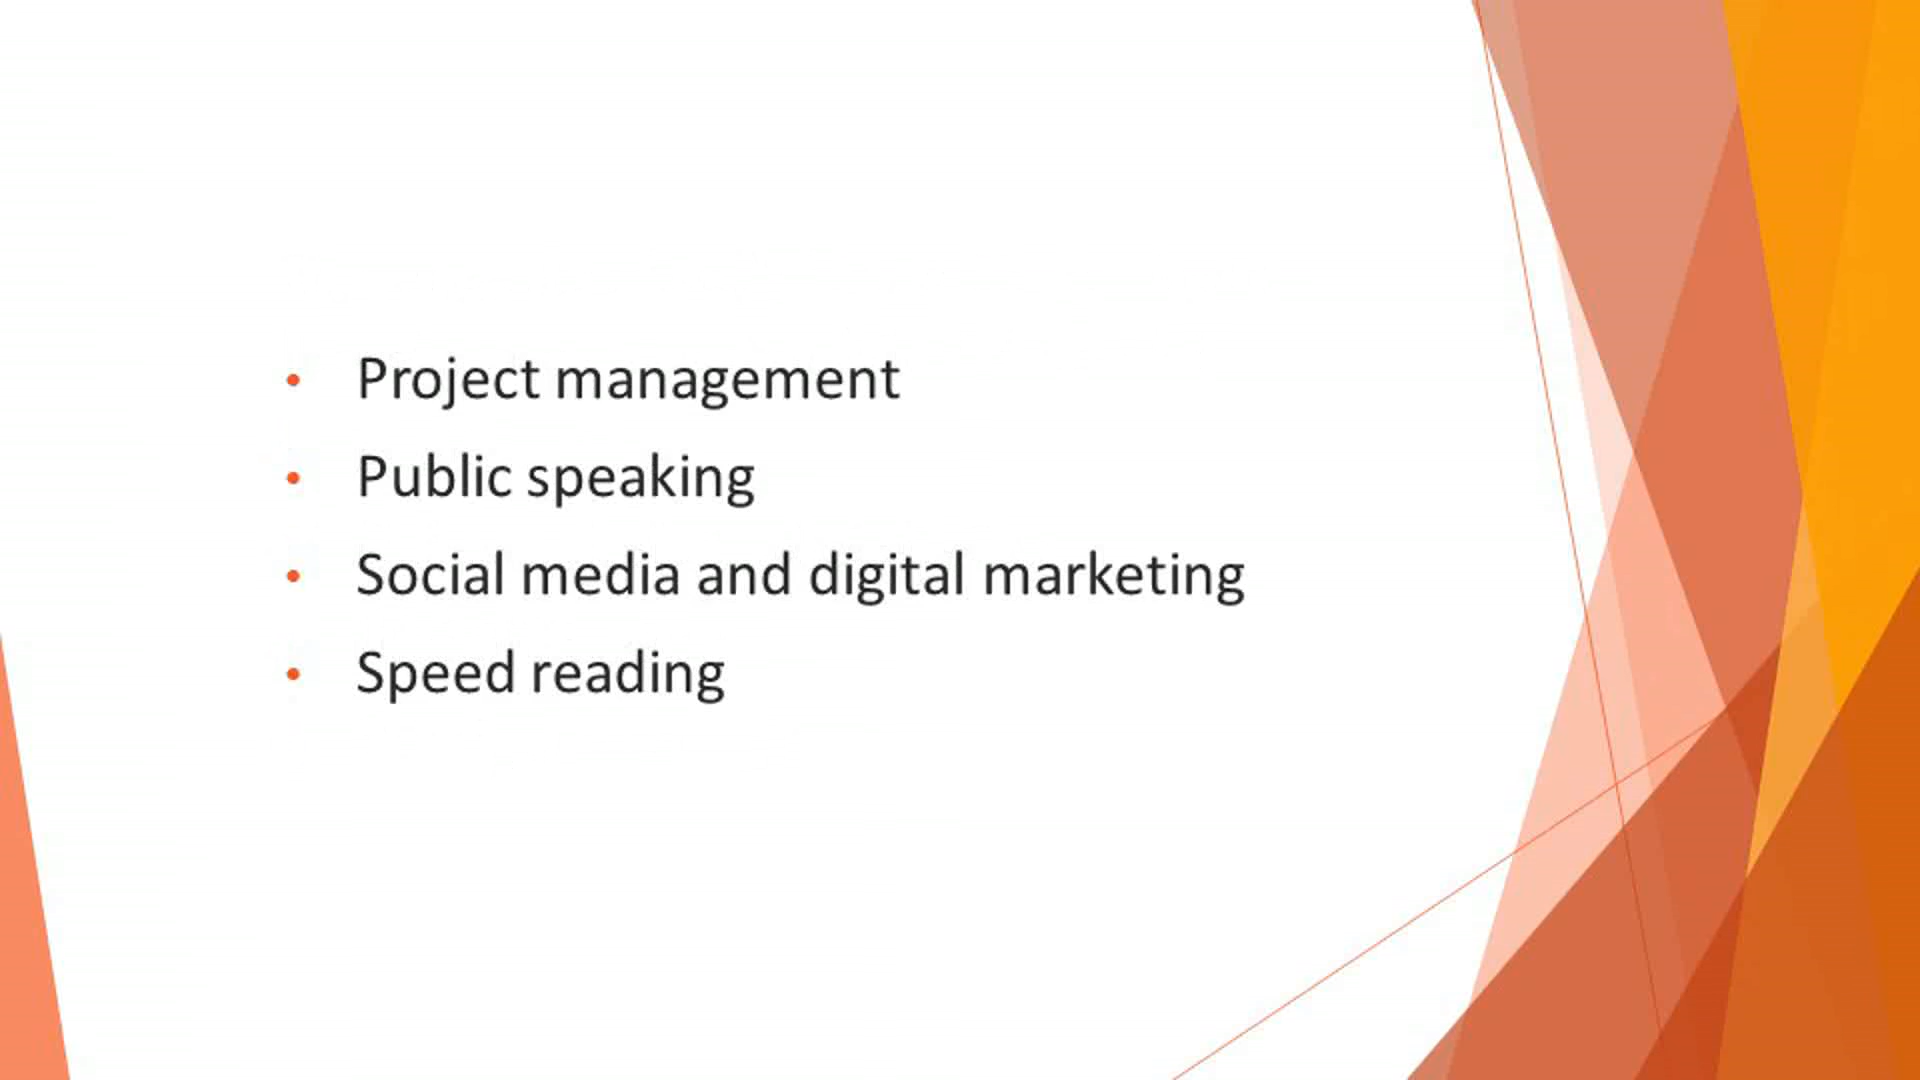 • Project management
• Public speaking
• Social media and digital marketing
• Speed reading